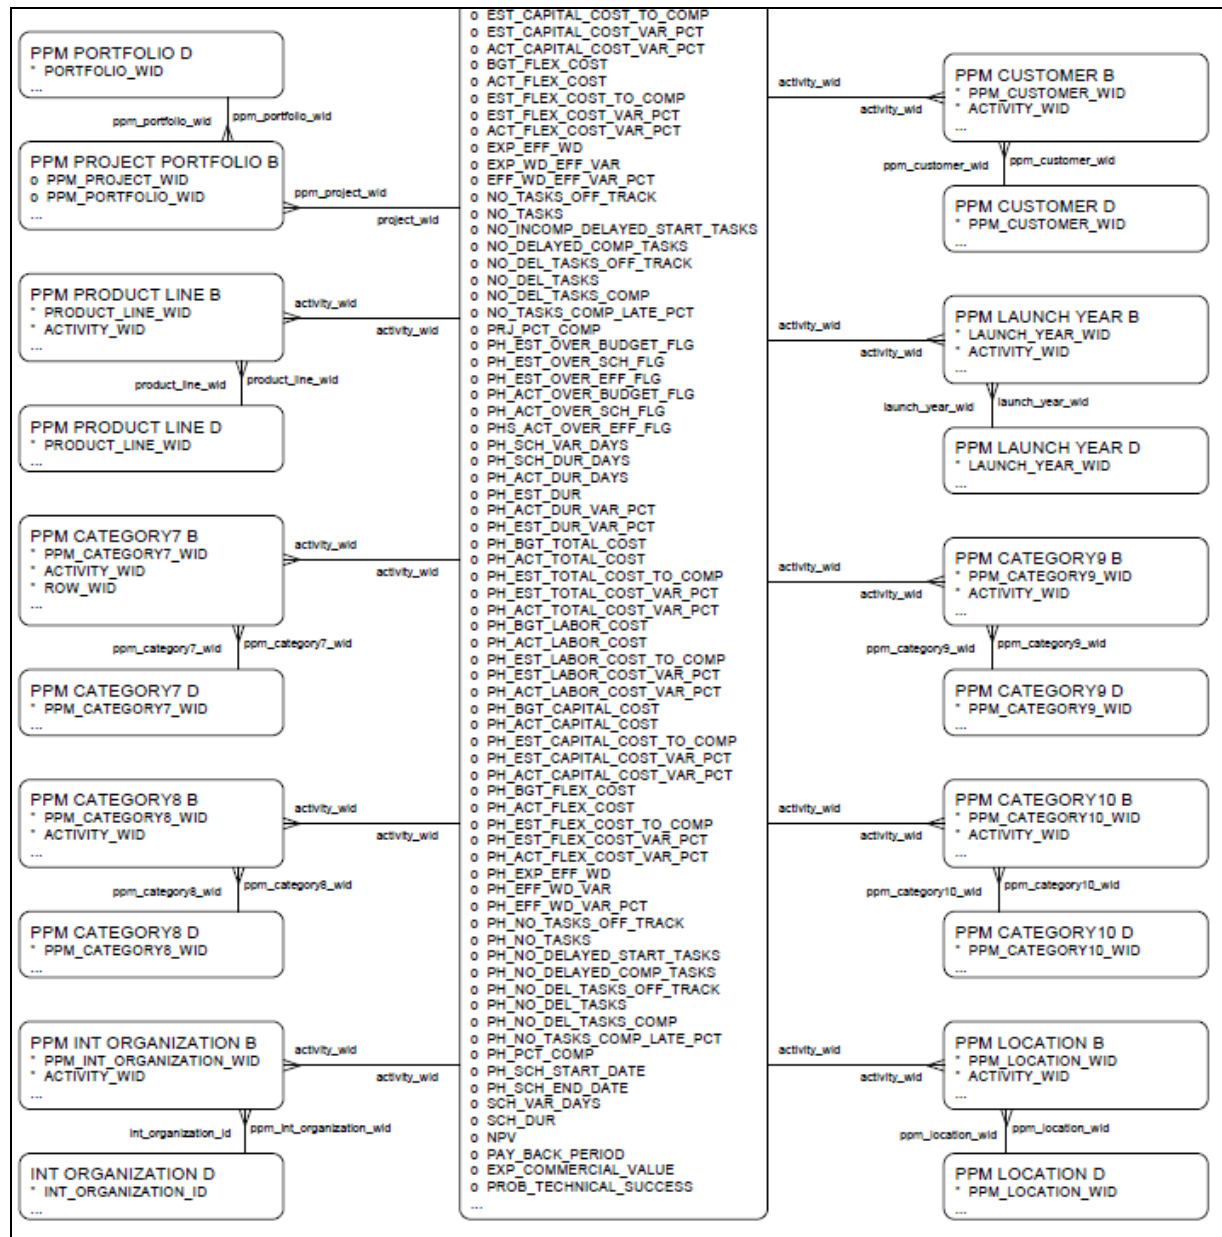 PPM PORTFOLIO D
* PORTFOLIO_WID
...
ppm_portfolio_wid
ppm_portfolio_wid
PPM PROJECT PORTFOLIO B
o PPM_PROJECT_WID
o PPM_PORTFOLIO_WID
...
ppm_project_wid
project_wid
PPM PRODUCT LINE B
* PRODUCT_LINE_WID
* ACTIVITY_WID
...
activity_wid
activity_wid
product_line_wid
product_line_wid
PPM PRODUCT LINE D
* PRODUCT_LINE_WID
...
PPM CATEGORY7 B
* PPM_CATEGORY7_WID
* ACTIVITY_WID
* ROW_WID
...
activity_wid
activity_wid
ppm_category7_wid
ppm_category7_wid
PPM CATEGORY7 D
* PPM_CATEGORY7_WID
...
PPM CATEGORY8 B
* PPM_CATEGORY8_WID
* ACTIVITY_WID
...
activity_wid
activity_wid
ppm_category8_wid
ppm_category8_wid
PPM CATEGORY8 D
* PPM_CATEGORY8_WID
...
PPM INT ORGANIZATION B
* PPM_INT_ORGANIZATION_WID
* ACTIVITY_WID
...
activity_wid
activity_wid
int_organization_id
ppm_int_organization_wid
INT ORGANIZATION D
* INT_ORGANIZATION_ID
...
o EST_CAPITAL_COST_TO_COMP
o EST_CAPITAL_COST_VAR_PCT
o ACT_CAPITAL_COST_VAR_PCT
o BGT_FLEX_COST
o ACT_FLEX_COST
o EST_FLEX_COST_TO_COMP
o EST_FLEX_COST_VAR_PCT
o ACT_FLEX_COST_VAR_PCT
o EXP_EFF_WD
o EXP_WD_EFF_VAR
o EFF_WD_EFF_VAR_PCT
o NO_TASKS_OFF_TRACK
o NO_TASKS
o NO_INCOMP_DELAYED_START_TASKS
o NO_DELAYED_COMP_TASKS
o NO_DEL_TASKS_OFF_TRACK
o NO_DEL_TASKS
o NO_DEL_TASKS_COMP
o NO_TASKS_COMP_LATE_PCT
o PRJ_PCT_COMP
o PH_EST_OVER_BUDGET_FLG
o PH_EST_OVER_SCH_FLG
o PH_EST_OVER_EFF_FLG
o PH_ACT_OVER_BUDGET_FLG
o PH_ACT_OVER_SCH_FLG
o PHS_ACT_OVER_EFF_FLG
o PH_SCH_VAR_DAYS
o PH_SCH_DUR_DAYS
o PH_ACT_DUR_DAYS
o PH_EST_DUR
o PH_ACT_DUR_VAR_PCT
o PH_EST_DUR_VAR_PCT
o PH_BGT_TOTAL_COST
o PH_ACT_TOTAL_COST
o PH_EST_TOTAL_COST_TO_COMP
o PH_EST_TOTAL_COST_VAR_PCT
o PH_ACT_TOTAL_COST_VAR_PCT
o PH_BGT_LABOR_COST
o PH_ACT_LABOR_COST
o PH_EST_LABOR_COST_TO_COMP
o PH_EST_LABOR_COST_VAR_PCT
o PH_ACT_LABOR_COST_VAR_PCT
o PH_BGT_CAPITAL_COST
o PH_ACT_CAPITAL_COST
o PH_EST_CAPITAL_COST_TO_COMP
o PH_EST_CAPITAL_COST_VAR_PCT
o PH_ACT_CAPITAL_COST_VAR_PCT
o PH_BGT_FLEX_COST
o PH_ACT_FLEX_COST
o PH_EST_FLEX_COST_TO_COMP
o PH_EST_FLEX_COST_VAR_PCT
o PH_ACT_FLEX_COST_VAR_PCT
o PH_EXP_EFF_WD
o PH_EFF_WD_VAR
o PH_EFF_WD_VAR_PCT
o PH_NO_TASKS_OFF_TRACK
o PH_NO_TASKS
o PH_NO_DELAYED_START_TASKS
o PH_NO_DELAYED_COMP_TASKS
o PH_NO_DEL_TASKS_OFF_TRACK
o PH_NO_DEL_TASKS
o PH_NO_DEL_TASKS_COMP
o PH_NO_TASKS_COMP_LATE_PCT
o PH_PCT_COMP
o PH_SCH_START_DATE
o PH_SCH_END_DATE
o SCH_VAR_DAYS
o SCH_DUR
o NPV
o PAY_BACK_PERIOD
o EXP_COMMERCIAL_VALUE
o PROB_TECHNICAL_SUCCESS
...
activity_wid
activity_wid
PPM CUSTOMER B
* PPM_CUSTOMER_WID
* ACTIVITY_WID
...
ppm_customer_wid
ppm_customer_wid
PPM CUSTOMER D
* PPM_CUSTOMER_WID
...
activity_wid
activity_wid
PPM LAUNCH YEAR B
* LAUNCH_YEAR_WID
* ACTIVITY_WID
...
launch_year_wid
launch_year_wid
PPM LAUNCH YEAR D
* LAUNCH_YEAR_WID
...
activity_wid
activity_wid
PPM CATEGORY9 B
* PPM_CATEGORY9_WID
* ACTIVITY_WID
...
ppm_category9_wid
ppm_category9_wid
PPM CATEGORY9 D
* PPM_CATEGORY9_WID
...
activity_wid
activity_wid
PPM CATEGORY10 B
* PPM_CATEGORY10_WID
* ACTIVITY_WID
...
ppm_category10_wid
ppm_category10_wid
PPM CATEGORY10 D
* PPM_CATEGORY10_WID
...
activity_wid
activity_wid
PPM LOCATION B
* PPM_LOCATION_WID
* ACTIVITY_WID
...
ppm_location_wid
ppm_location_wid
PPM LOCATION D
* PPM_LOCATION_WID
...